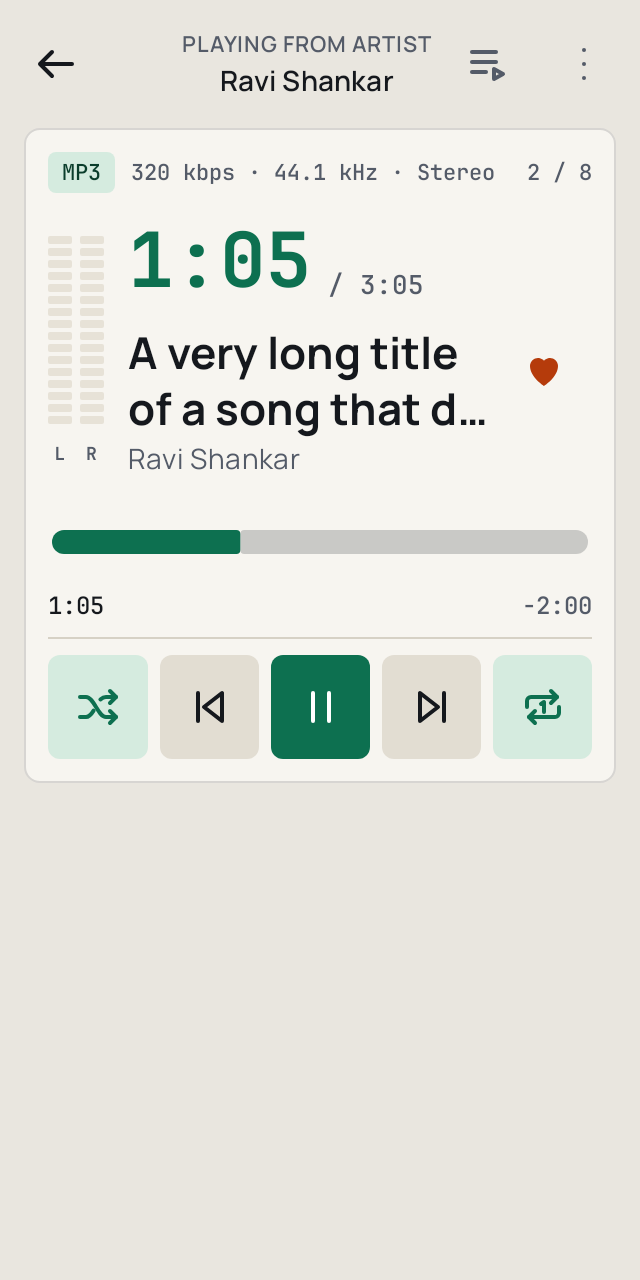 PLAYING FROM ARTIST
Ravi Shankar
MP3 320 kbps · 44.1 kHz · Stereo 2 / 8
1:05 / 3:05
A very long title
of a song that d…
Ravi Shankar
L R
1:05 -2:00
1